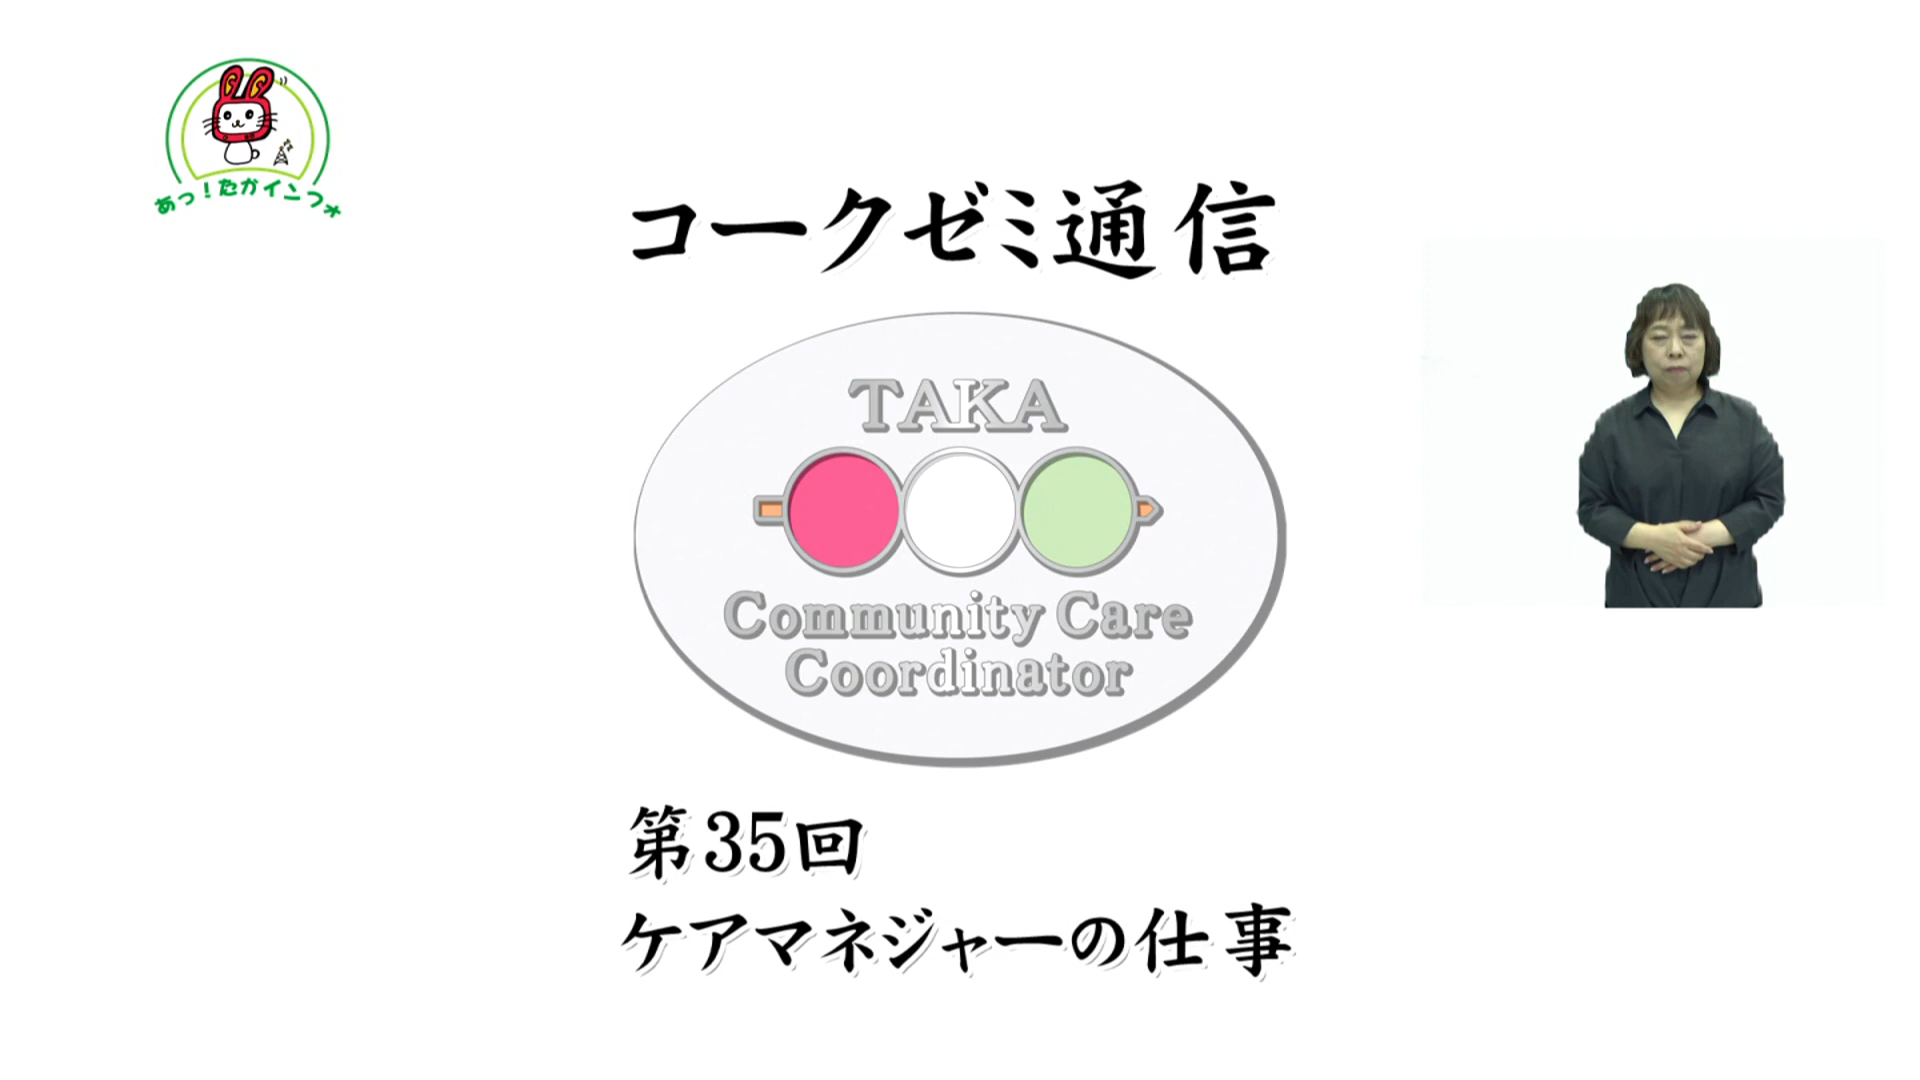 あっ！たかインフォ
コークゼミ通信
TAKA
Community Care
Coordinator
第35回
ケアマネジャーの仕事